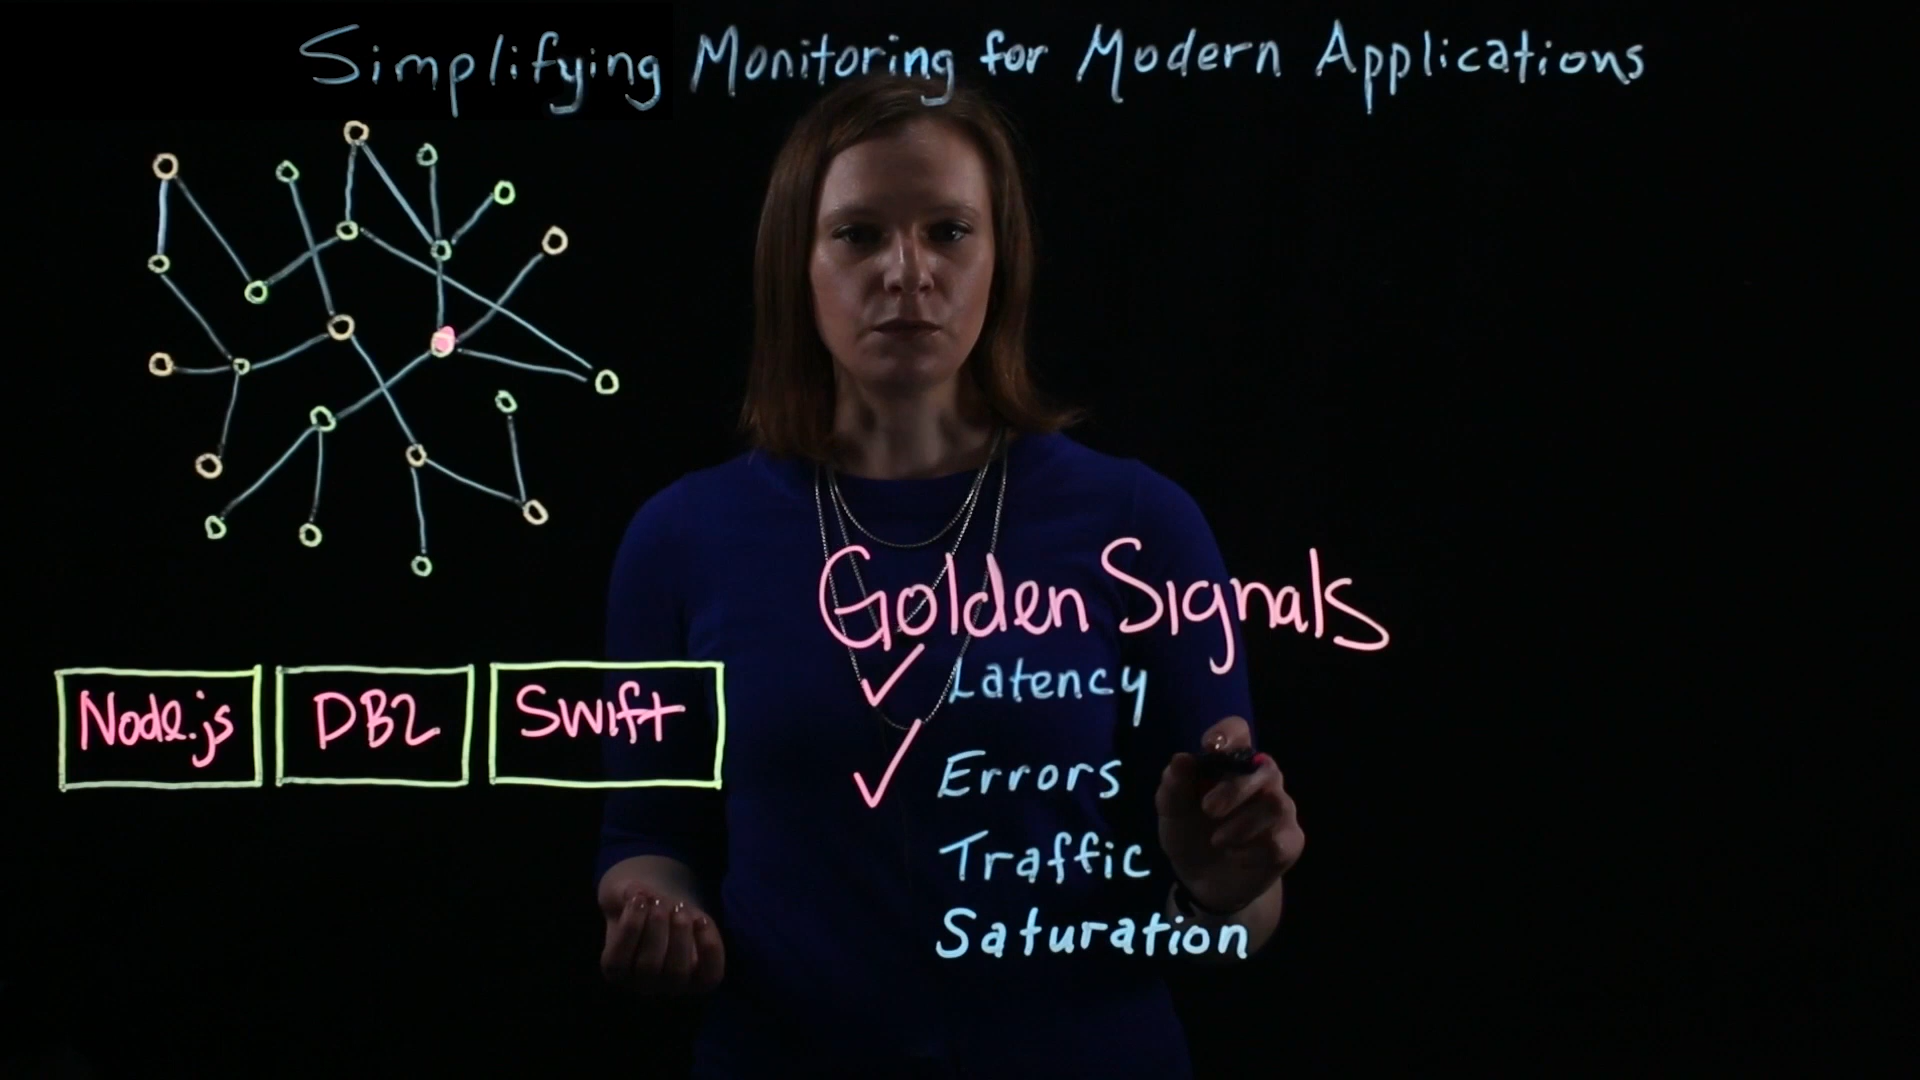 Simplifying Monitoring for Modern Applications
Node.js
DB2
Swift
Golden Signals
Latency
Errors
Traffic
Saturation